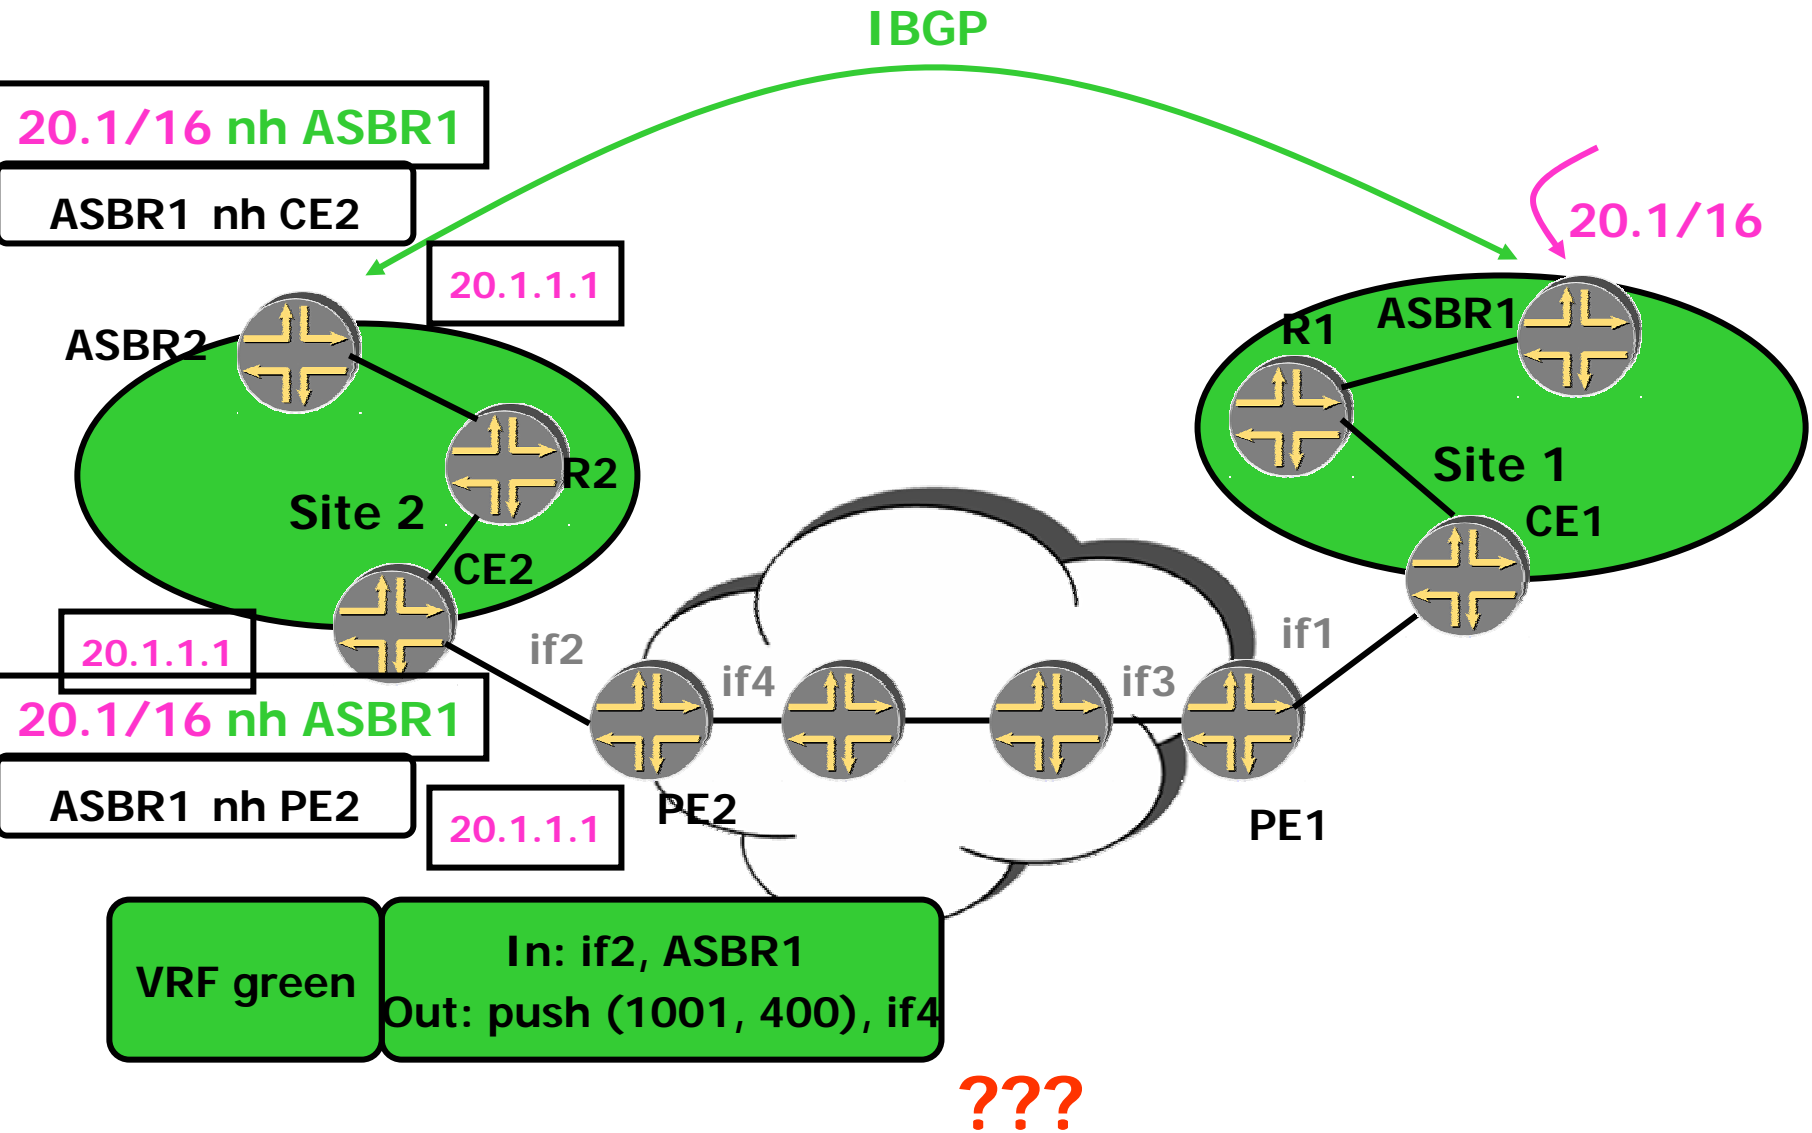 IBGP
20.1/16 nh ASBR1
ASBR1 nh CE2
20.1/16
20.1.1.1
ASBR2
R1
ASBR1
R2
Site 2
Site 1
CE2
CE1
20.1.1.1
if2
if4
if3
if1
20.1/16 nh ASBR1
ASBR1 nh PE2
20.1.1.1
PE2
PE1
VRF green
In: if2, ASBR1
Out: push (1001, 400), if4
???